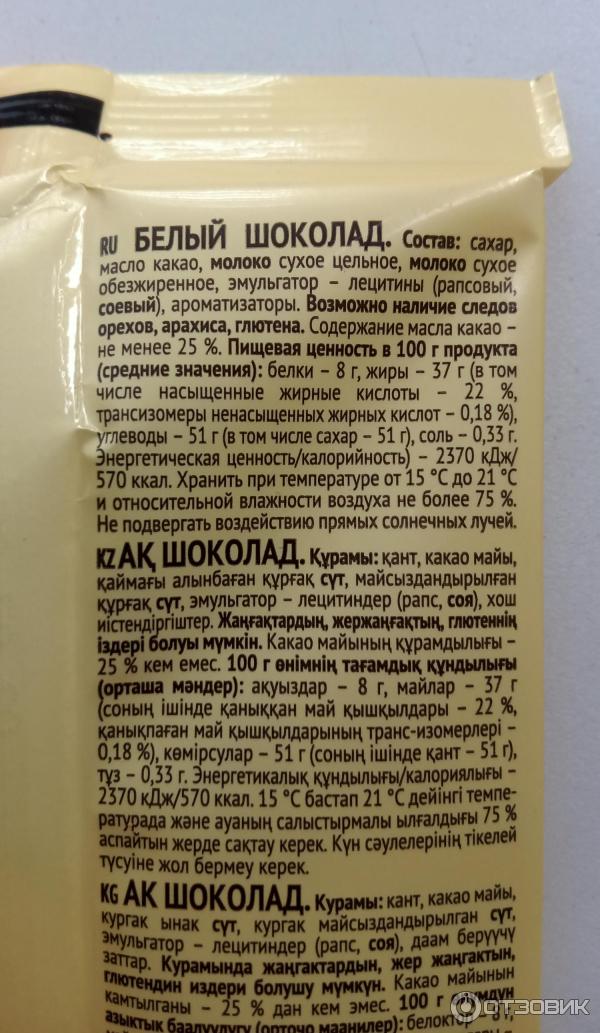 RU БЕЛЫЙ ШОКОЛАД. Состав: сахар,
масло какао, молоко сухое цельное, молоко сухое
обезжиренное, эмульгатор – лецитины (рапсовый,
соевый), ароматизаторы. Возможно наличие следов
орехов, арахиса, глютена. Содержание масла какао –
не менее 25 %. Пищевая ценность в 100 г продукта
(средние значения): белки – 8 г, жиры – 37 г (в том
числе насыщенные жирные кислоты – 22 %,
трансизомеры ненасыщенных жирных кислот – 0,18 %),
углеводы – 51 г (в том числе сахар – 51 г), соль – 0,33 г.
Энергетическая ценность/калорийность) – 2370 кДж/
570 ккал. Хранить при температуре от 15 °С до 21 °С
и относительной влажности воздуха не более 75 %.
Не подвергать воздействию прямых солнечных лучей.
KZ АҚ ШОКОЛАД. Құрамы: қант, какао майы,
қаймағы алынбаған құрғақ сүт, майсыздандырылған
құрғақ сүт, эмульгатор – лецитиндер (рапс, соя), хош
иістендіргіштер. Жаңғақтардың, жержаңғақтың, глютеннің
іздері болуы мүмкін. Какао майының құрамдылығы –
25 % кем емес. 100 г өнімнің тағамдық құндылығы
(орташа мәндер): ақуыздар – 8 г, майлар – 37 г
(соның ішінде қаныққан май қышқылдары – 22 %,
қанықпаған май қышқылдарының транс-изомерлері –
0,18 %), көмірсулар – 51 г (соның ішінде қант – 51 г),
тұз – 0,33 г. Энергетикалық құндылығы/калориялығы –
2370 кДж/570 ккал. 15 °С бастап 21 °С дейінгі темпе-
ратурада және ауаның салыстырмалы ылғалдығы 75 %
аспайтын жерде сақтау керек. Күн сәулелерінің тікелей
түсуіне жол бермеу керек.
KG АК ШОКОЛАД. Курамы: кант, какао майы,
кургак ынак сүт, кургак майсыздандырылган сүт,
эмульгатор – лецитиндер (рапс, соя), даам берүүчү
заттар. Курамында жаңгактардын, жер жаңгактын,
глютендин издери болушу мүмкүн. Какао майынын
камтылганы – 25 % дан кем эмес. 100 г
азыктык баалуулугу (орточо маанилер): белоктор – 8 г,
ОТЗОВИК